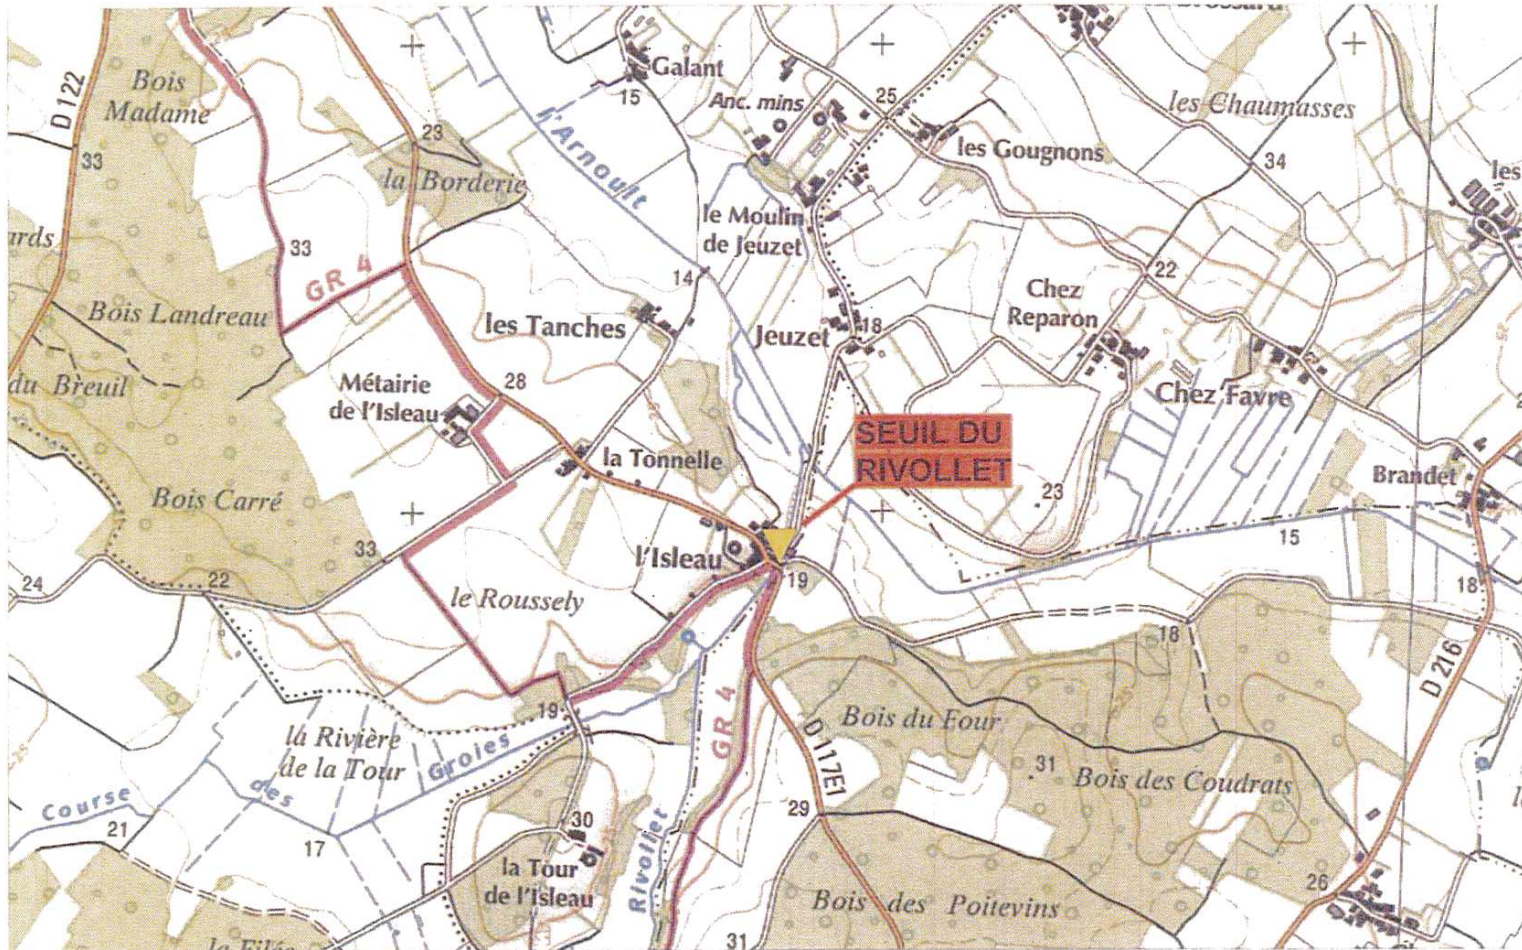 Bois
Madame
D 122
33
23
la Borderie
Galant
15
l'Arnoult
Anc. mins
25
les Chaumasses
les Gougnons
34
les
le Moulin
de Jeuzet
ards
33
GR 4
14
22
Bois Landreau
les Tanches
Chez
Reparon
Jeuzet
18
du Breuil
Métairie
de l'Isleau
28
Chez Favre
SEUIL DU
RIVOLLET
la Tonnelle
Brandet
Bois Carré
23
33
l'Isleau
15
24
22
19
18
le Roussely
18
D 216
19
GR 4
Bois du Four
la Rivière
de la Tour
Course des Groies
D 117E1
31
Bois des Coudrats
21
17
30
29
la Tour
de l'Isleau
Rivollet
26
Bois des Poitevins
31